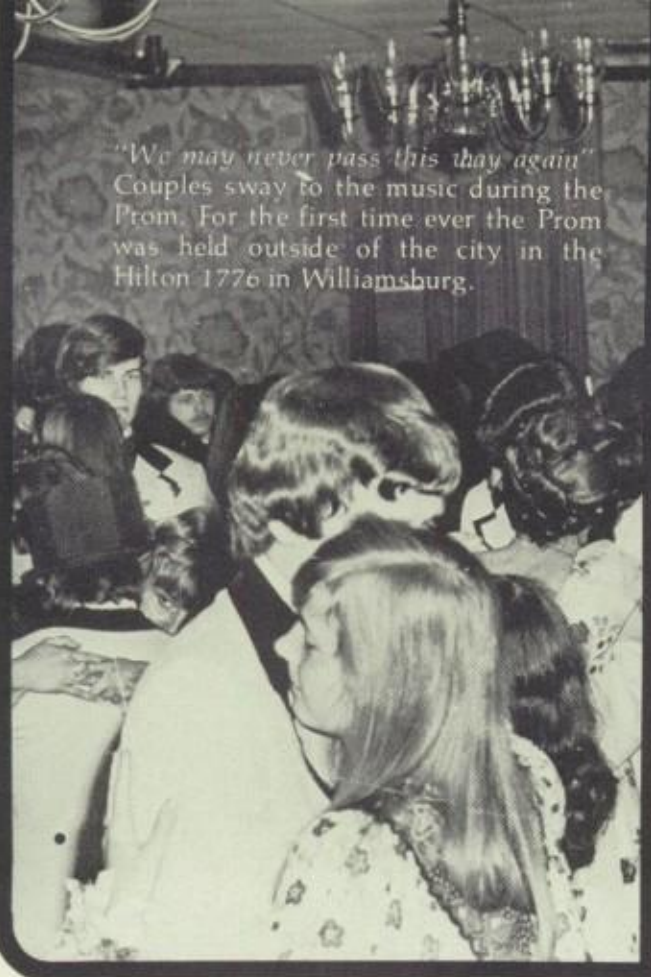 "We may never pass this way again"
Couples sway to the music during the
Prom. For the first time ever the Prom
was held outside of the city in the
Hilton 1776 in Williamsburg.